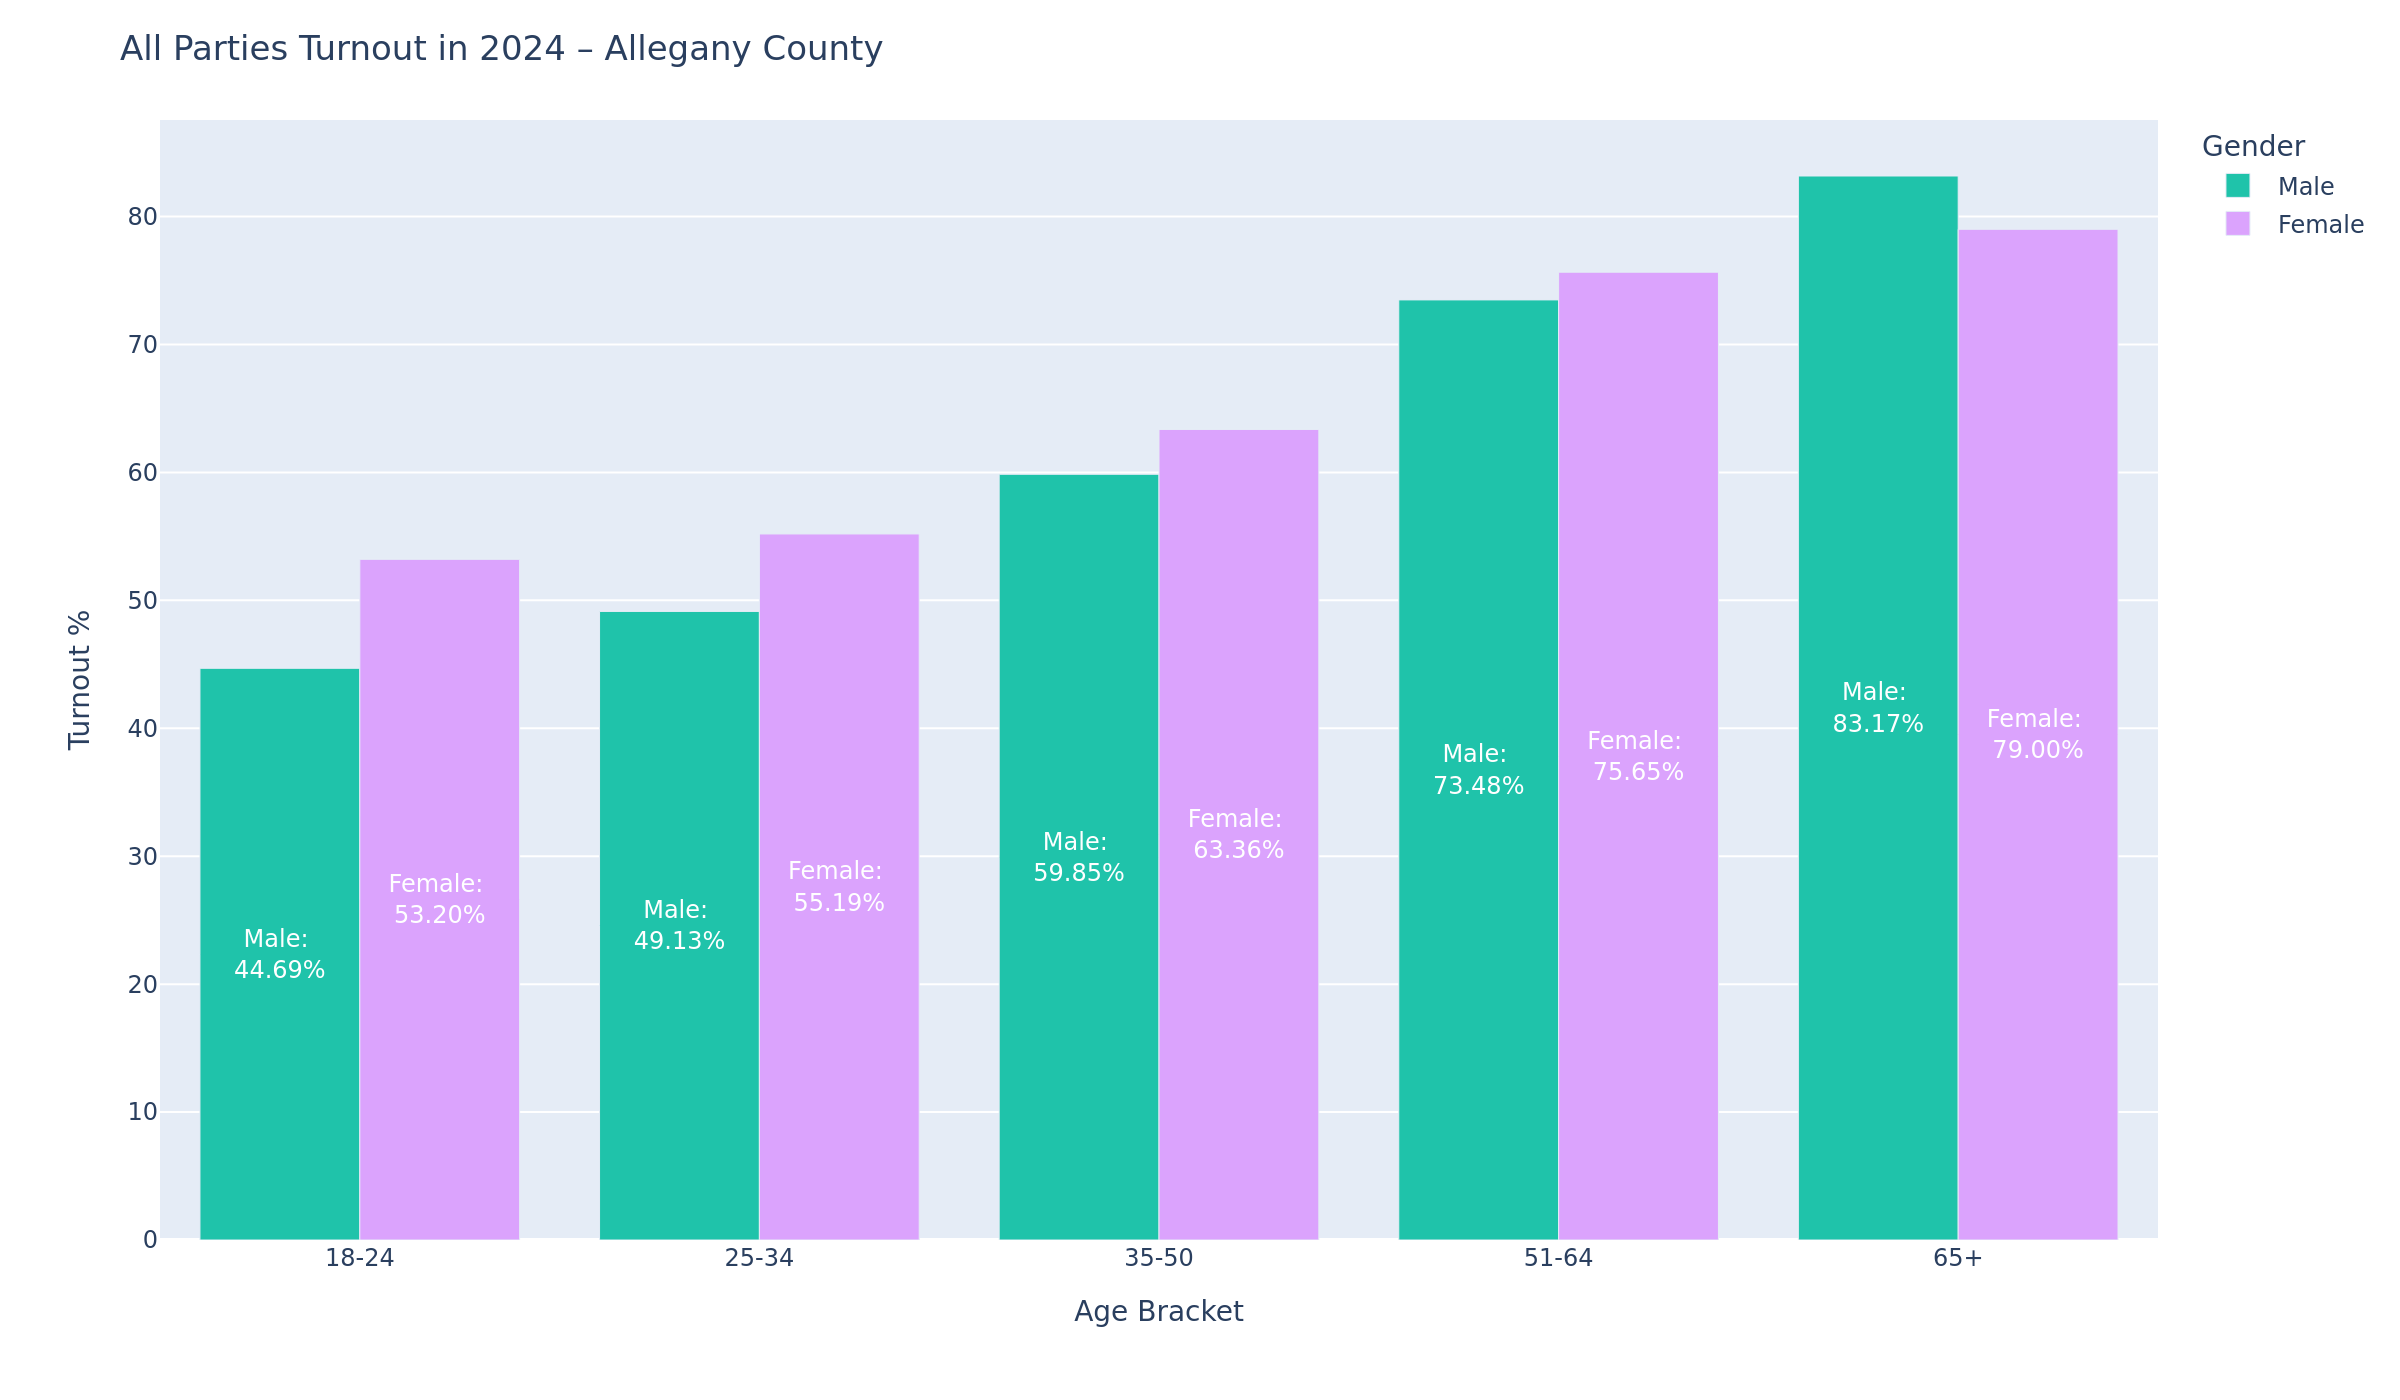 All Parties Turnout in 2024 – Allegany County
Gender
Male
Female
Turnout %
80
70
60
50
40
30
20
10
0
Male:
44.69%
Female:
53.20%
Male:
49.13%
Female:
55.19%
Male:
59.85%
Female:
63.36%
Male:
73.48%
Female:
75.65%
Male:
83.17%
Female:
79.00%
18-24
25-34
35-50
51-64
65+
Age Bracket